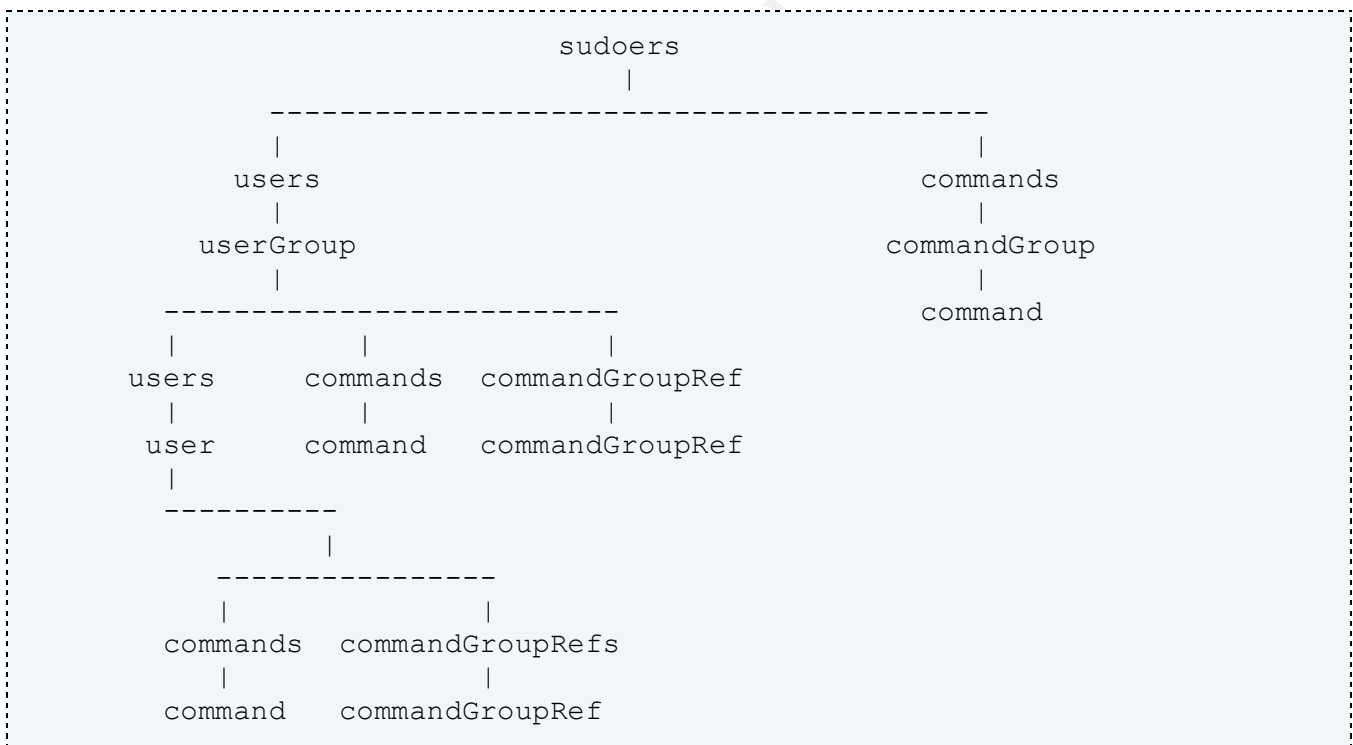 sudoers
|
-----------------------------------------
| |
users commands
| |
userGroup commandGroup
| |
-------------------------- command
| | |
users commands commandGroupRef
| | |
user command commandGroupRef
|
----------
|
----------------
| |
commands commandGroupRefs
| |
command commandGroupRef